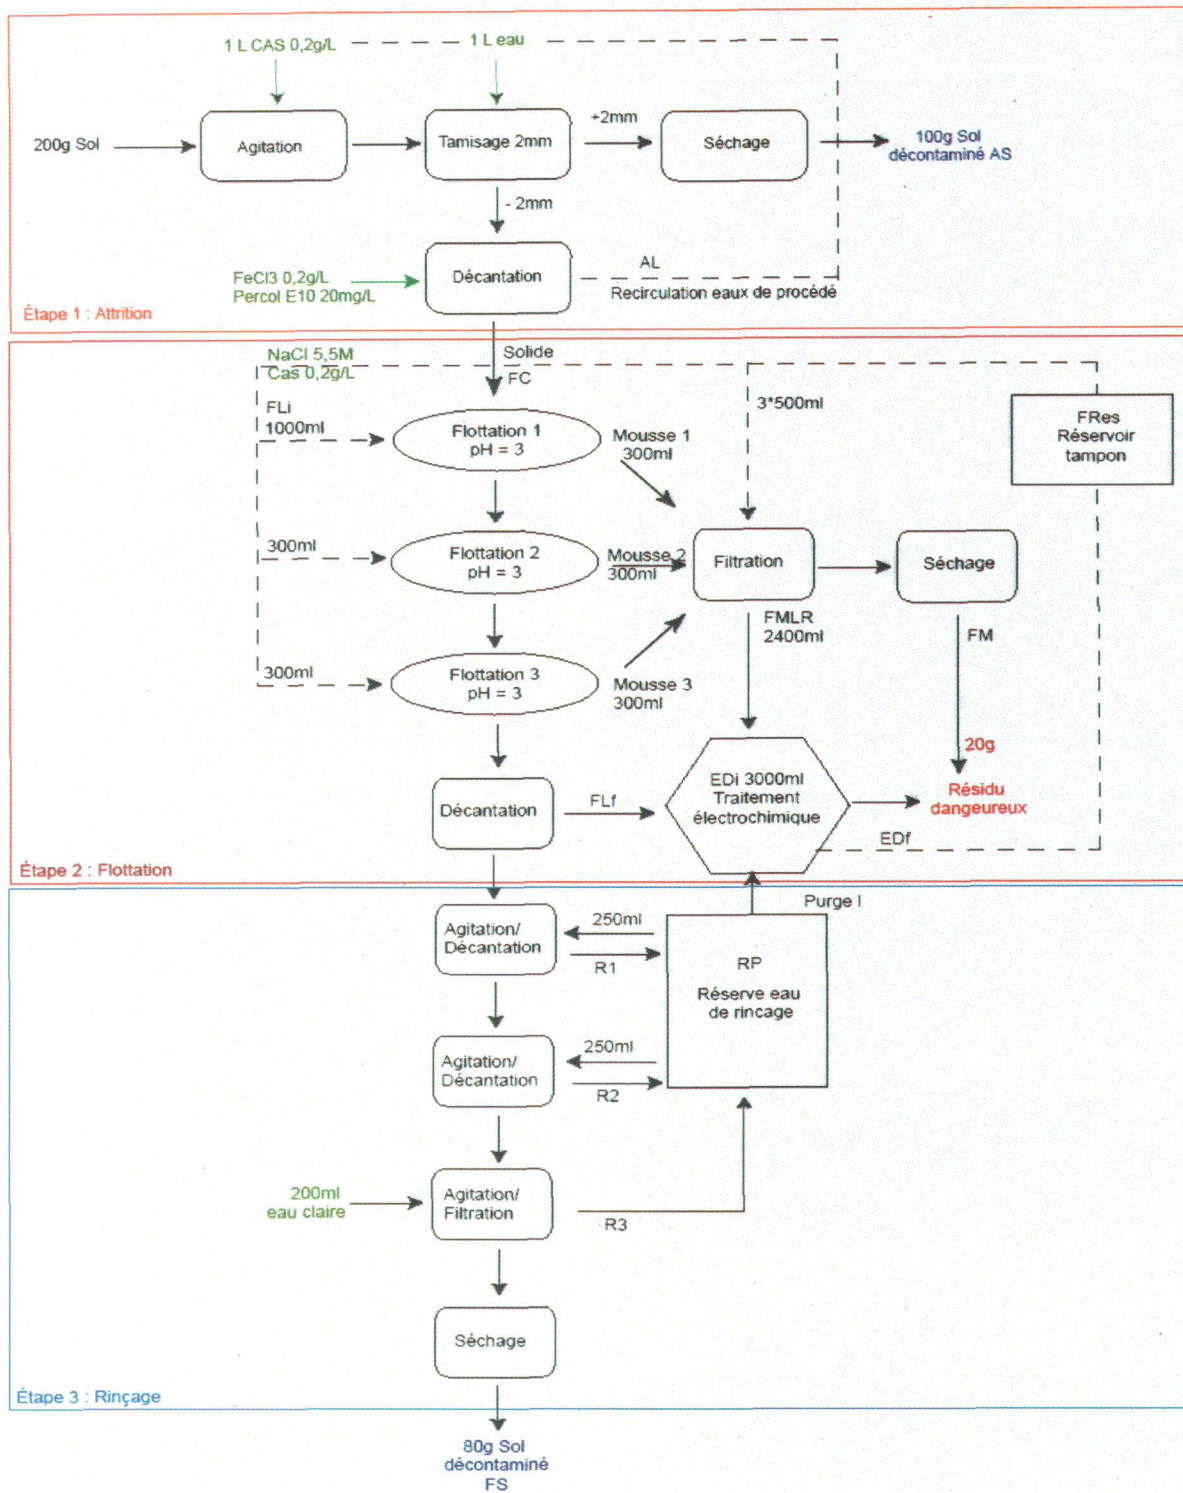 1 L CAS 0,2g/L
1 L eau
200g Sol
Agitation
Tamisage 2mm
+2mm
Séchage
100g Sol
décontaminé AS
- 2mm
FeCl3 0,2g/L
Percol E10 20mg/L
Décantation
AL
Recirculation eaux de procédé
Étape 1 : Attrition
NaCl 5,5M
Cas 0,2g/L
Solide
FC
FLi
1000ml
Flottation 1
pH = 3
Mousse 1
300ml
3*500ml
FRes
Réservoir
tampon
300ml
Flottation 2
pH = 3
Mousse 2
300ml
Filtration
Séchage
FMLR
2400ml
FM
300ml
Flottation 3
pH = 3
Mousse 3
300ml
20g
Résidu
dangeureux
Décantation
FLf
EDi 3000ml
Traitement
électrochimique
EDf
Étape 2 : Flottation
Purge I
Agitation/
Décantation
250ml
R1
RP
Réserve eau
de rincage
Agitation/
Décantation
250ml
R2
200ml
eau claire
Agitation/
Filtration
R3
Séchage
Étape 3 : Rinçage
80g Sol
décontaminé
FS